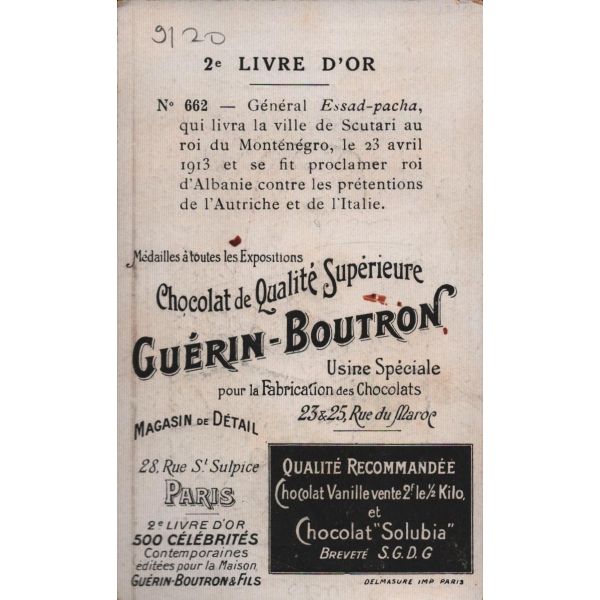 9120
2e LIVRE D'OR
Nº 662 — Général Essad-pacha,
qui livra la ville de Scutari au
roi du Monténégro, le 23 avril
1913 et se fit proclamer roi
d'Albanie contre les prétentions
de l'Autriche et de l'Italie.
Médailles à toutes les Expositions
Chocolat de Qualité Supérieure
GUÉRIN-BOUTRON
Usine Spéciale
pour la Fabrication des Chocolats
23&25, Rue du Maroc
MAGASIN DE DÉTAIL
28, Rue St Sulpice
PARIS
2e LIVRE D'OR
500 CÉLÉBRITÉS
Contemporaines
éditées pour la Maison
GUÉRIN-BOUTRON & FILS
QUALITÉ RECOMMANDÉE
Chocolat Vanille vente 2f. le ½ Kilo,
et
Chocolat "Solubia"
BREVETÉ S.G.D.G
DELMASURE IMP PARIS